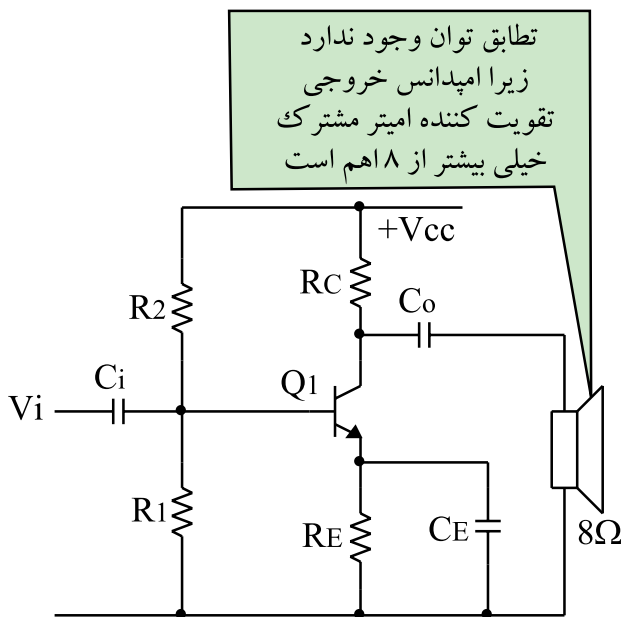 تطابق توان وجود ندارد
زیرا امپدانس خروجی
تقویت کننده امیتر مشترک
خیلی بیشتر از ۸ اهم است
+Vcc
RC
R2
Co
Ci
Q1
Vi
R1
RE
CE
8Ω